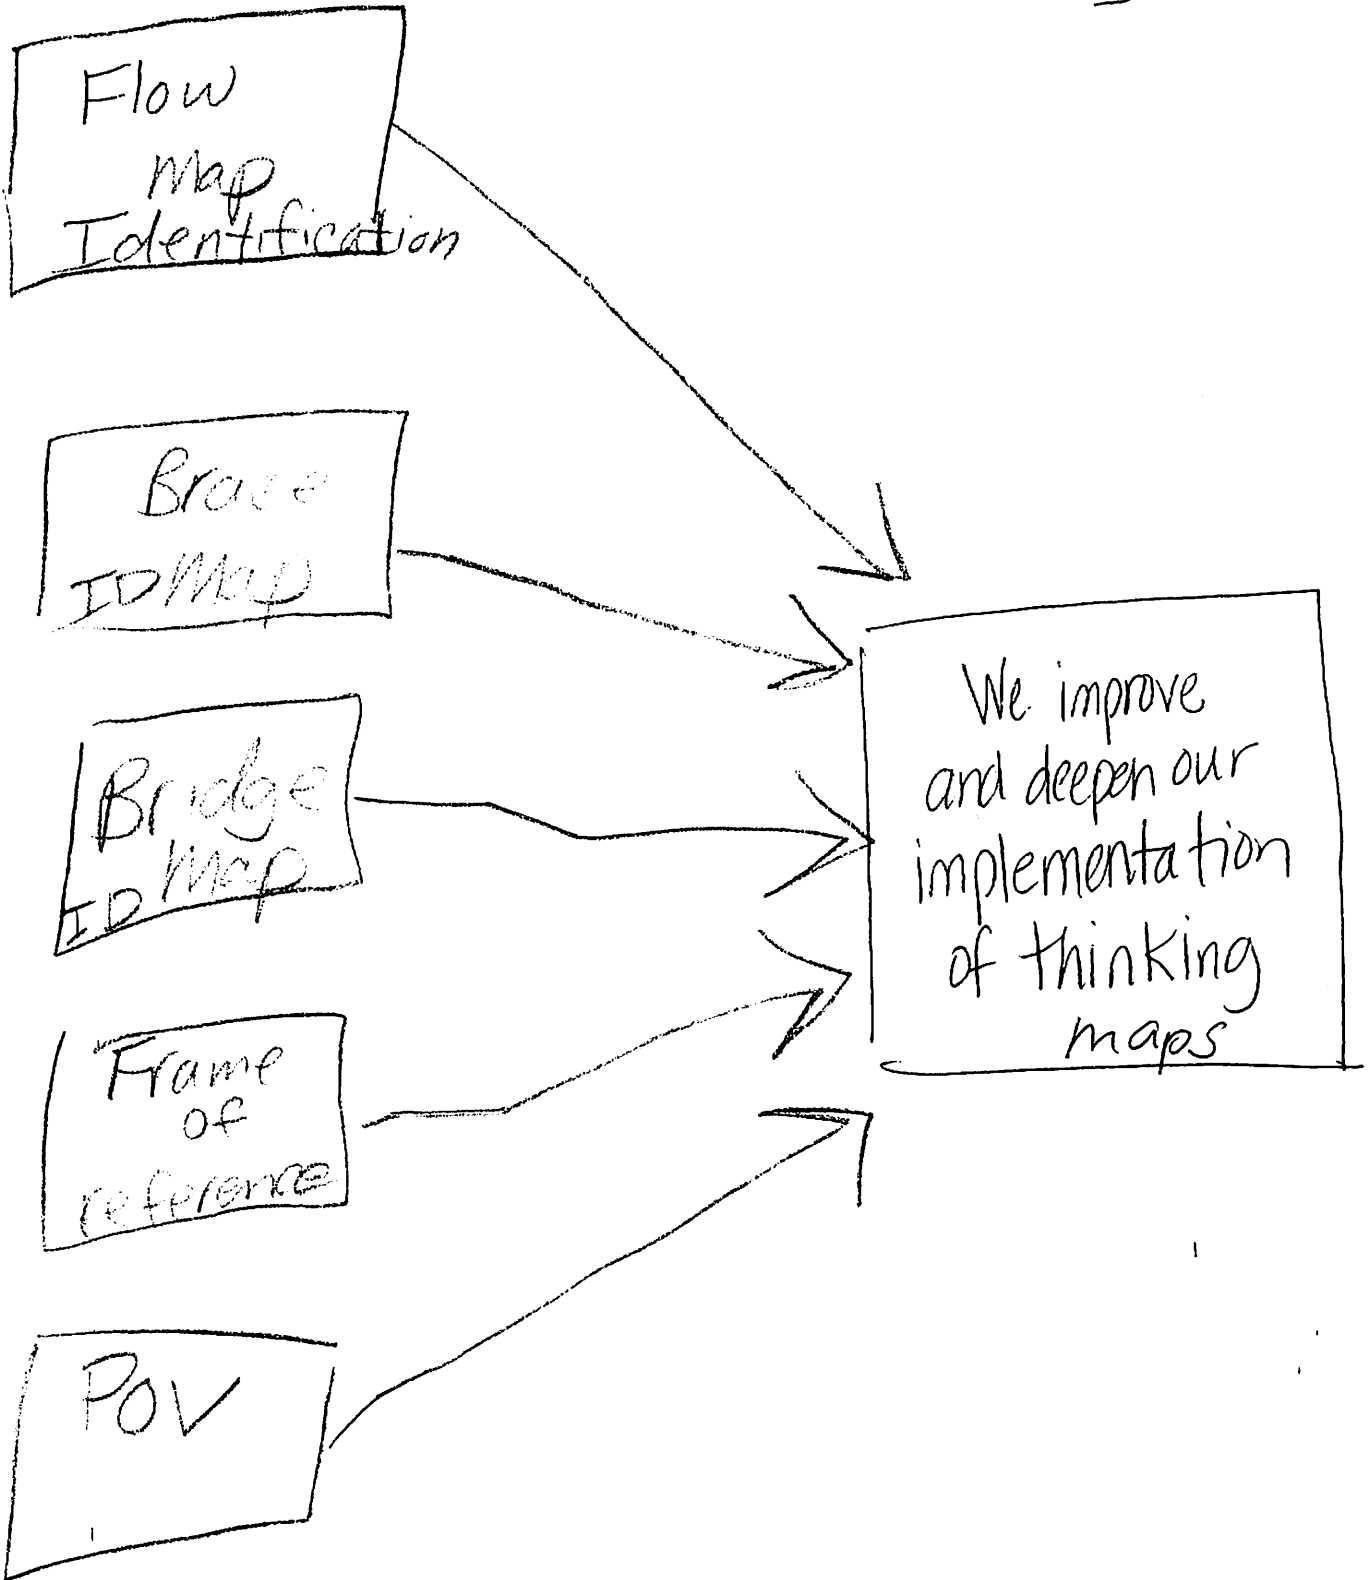 Flow
Map
Identification
Brace
ID Map
Bridge
ID Map
Frame
of
reference
POV
We improve
and deepen our
implementation
of thinking
maps